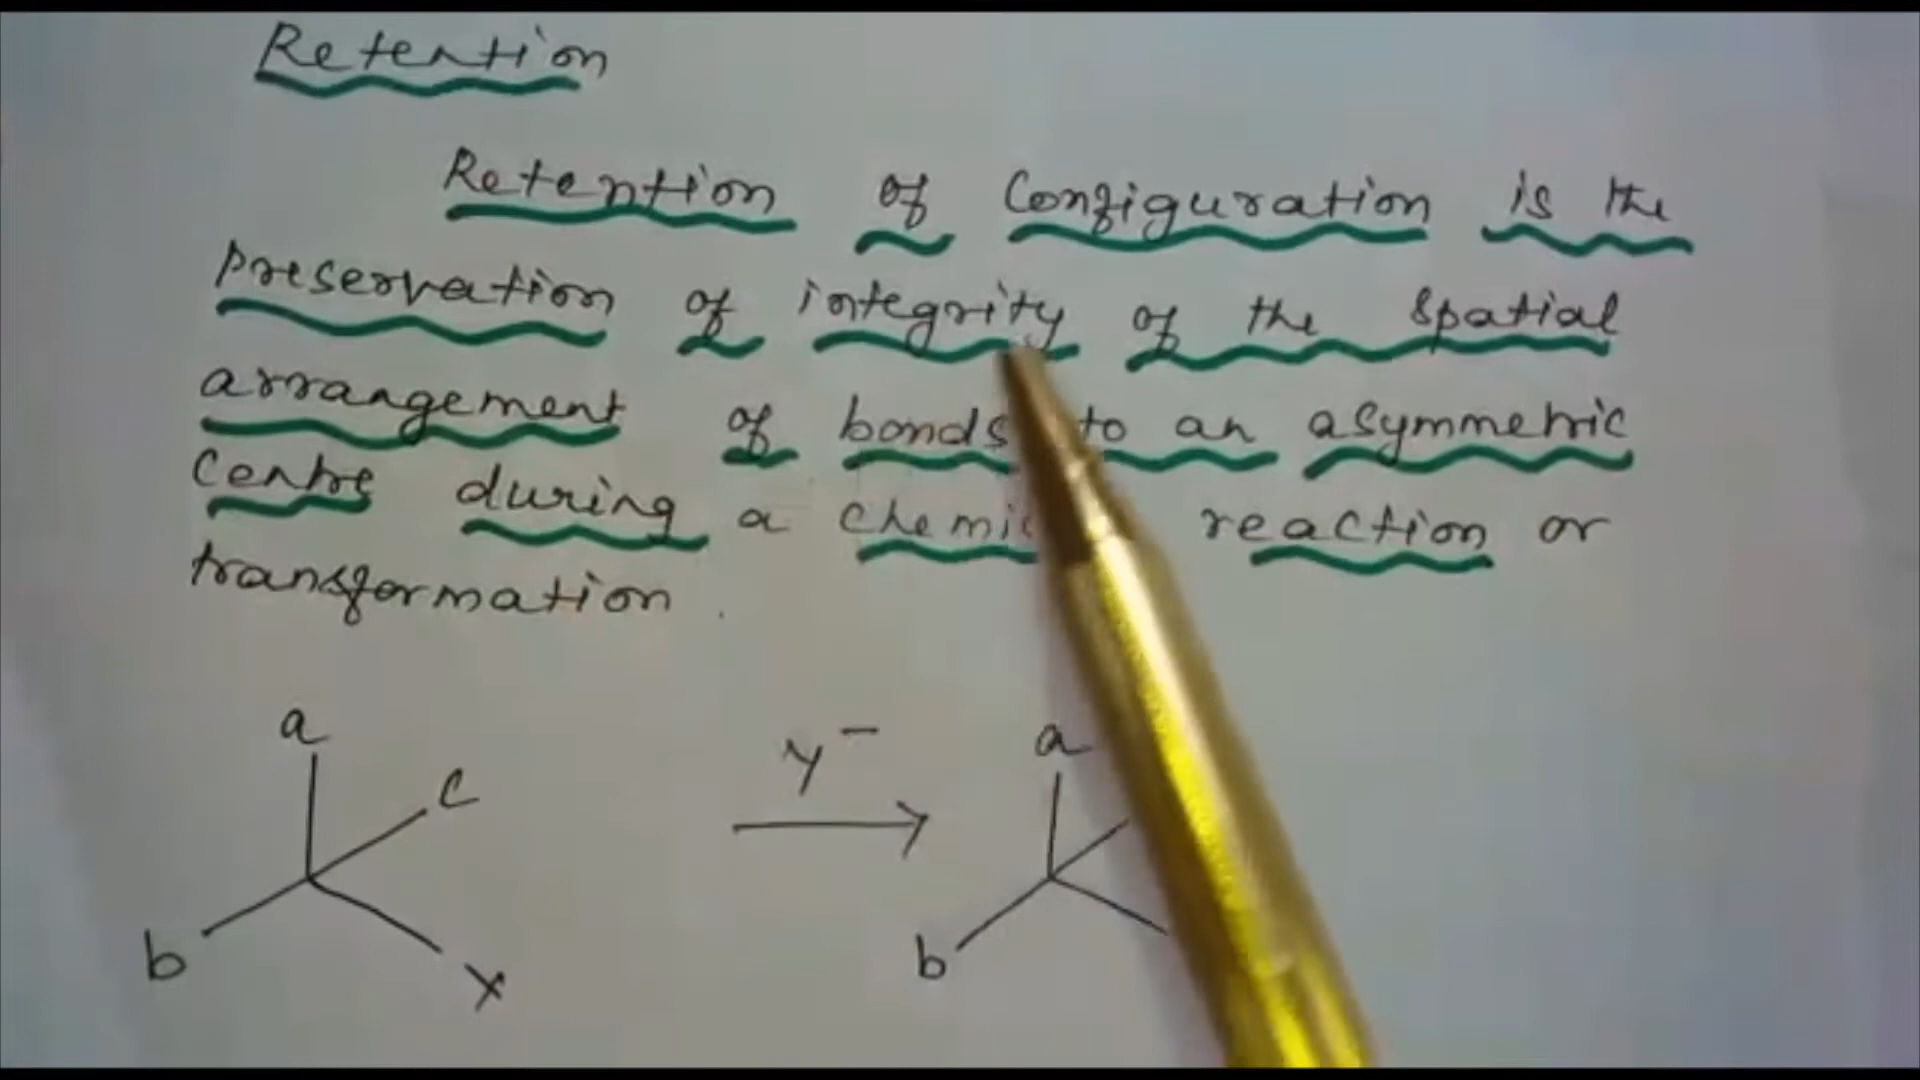 Retention
Retention of Configuration is the
Preservation of integrity of the Spatial
arrangement of bonds to an asymmetric
Centre during a Chemi reaction or
transformation
a
c
y⁻
a
b
x
b